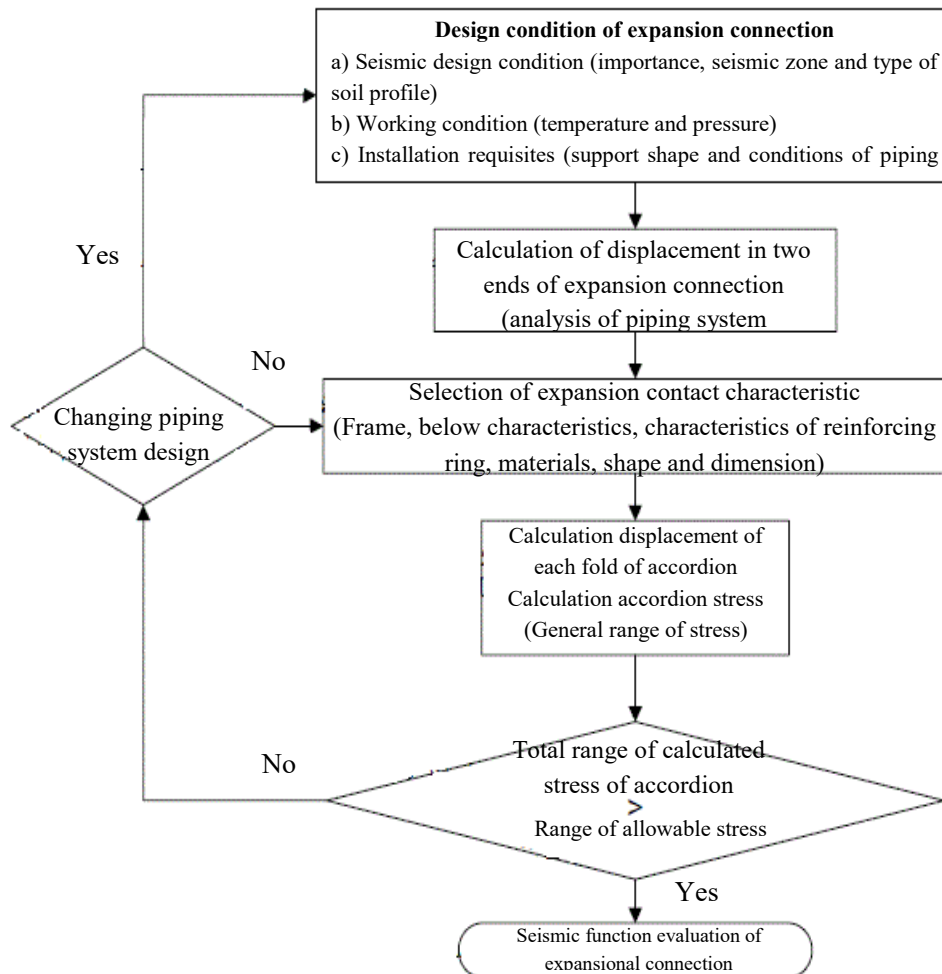 Design condition of expansion connection
a) Seismic design condition (importance, seismic zone and type of
soil profile)
b) Working condition (temperature and pressure)
c) Installation requisites (support shape and conditions of piping
Yes
Calculation of displacement in two
ends of expansion connection
(analysis of piping system
No
Changing piping
system design
Selection of expansion contact characteristic
(Frame, below characteristics, characteristics of reinforcing
ring, materials, shape and dimension)
Calculation displacement of
each fold of accordion
Calculation accordion stress
(General range of stress)
No
Total range of calculated
stress of accordion
>
Range of allowable stress
Yes
Seismic function evaluation of
expansional connection